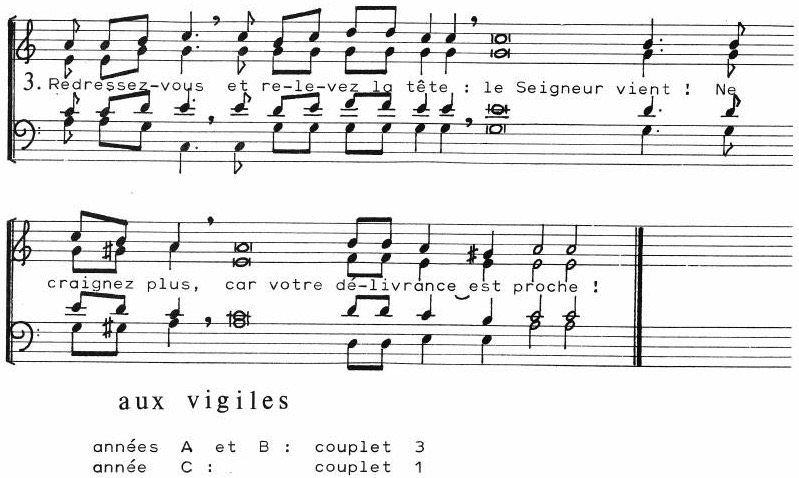 3. Redressez-vous et re-le-vez la tête : le Seigneur vient ! Ne
craignez plus, car votre dé-livrance est proche !
aux vigiles
années A et B : couplet 3
année C : couplet 1